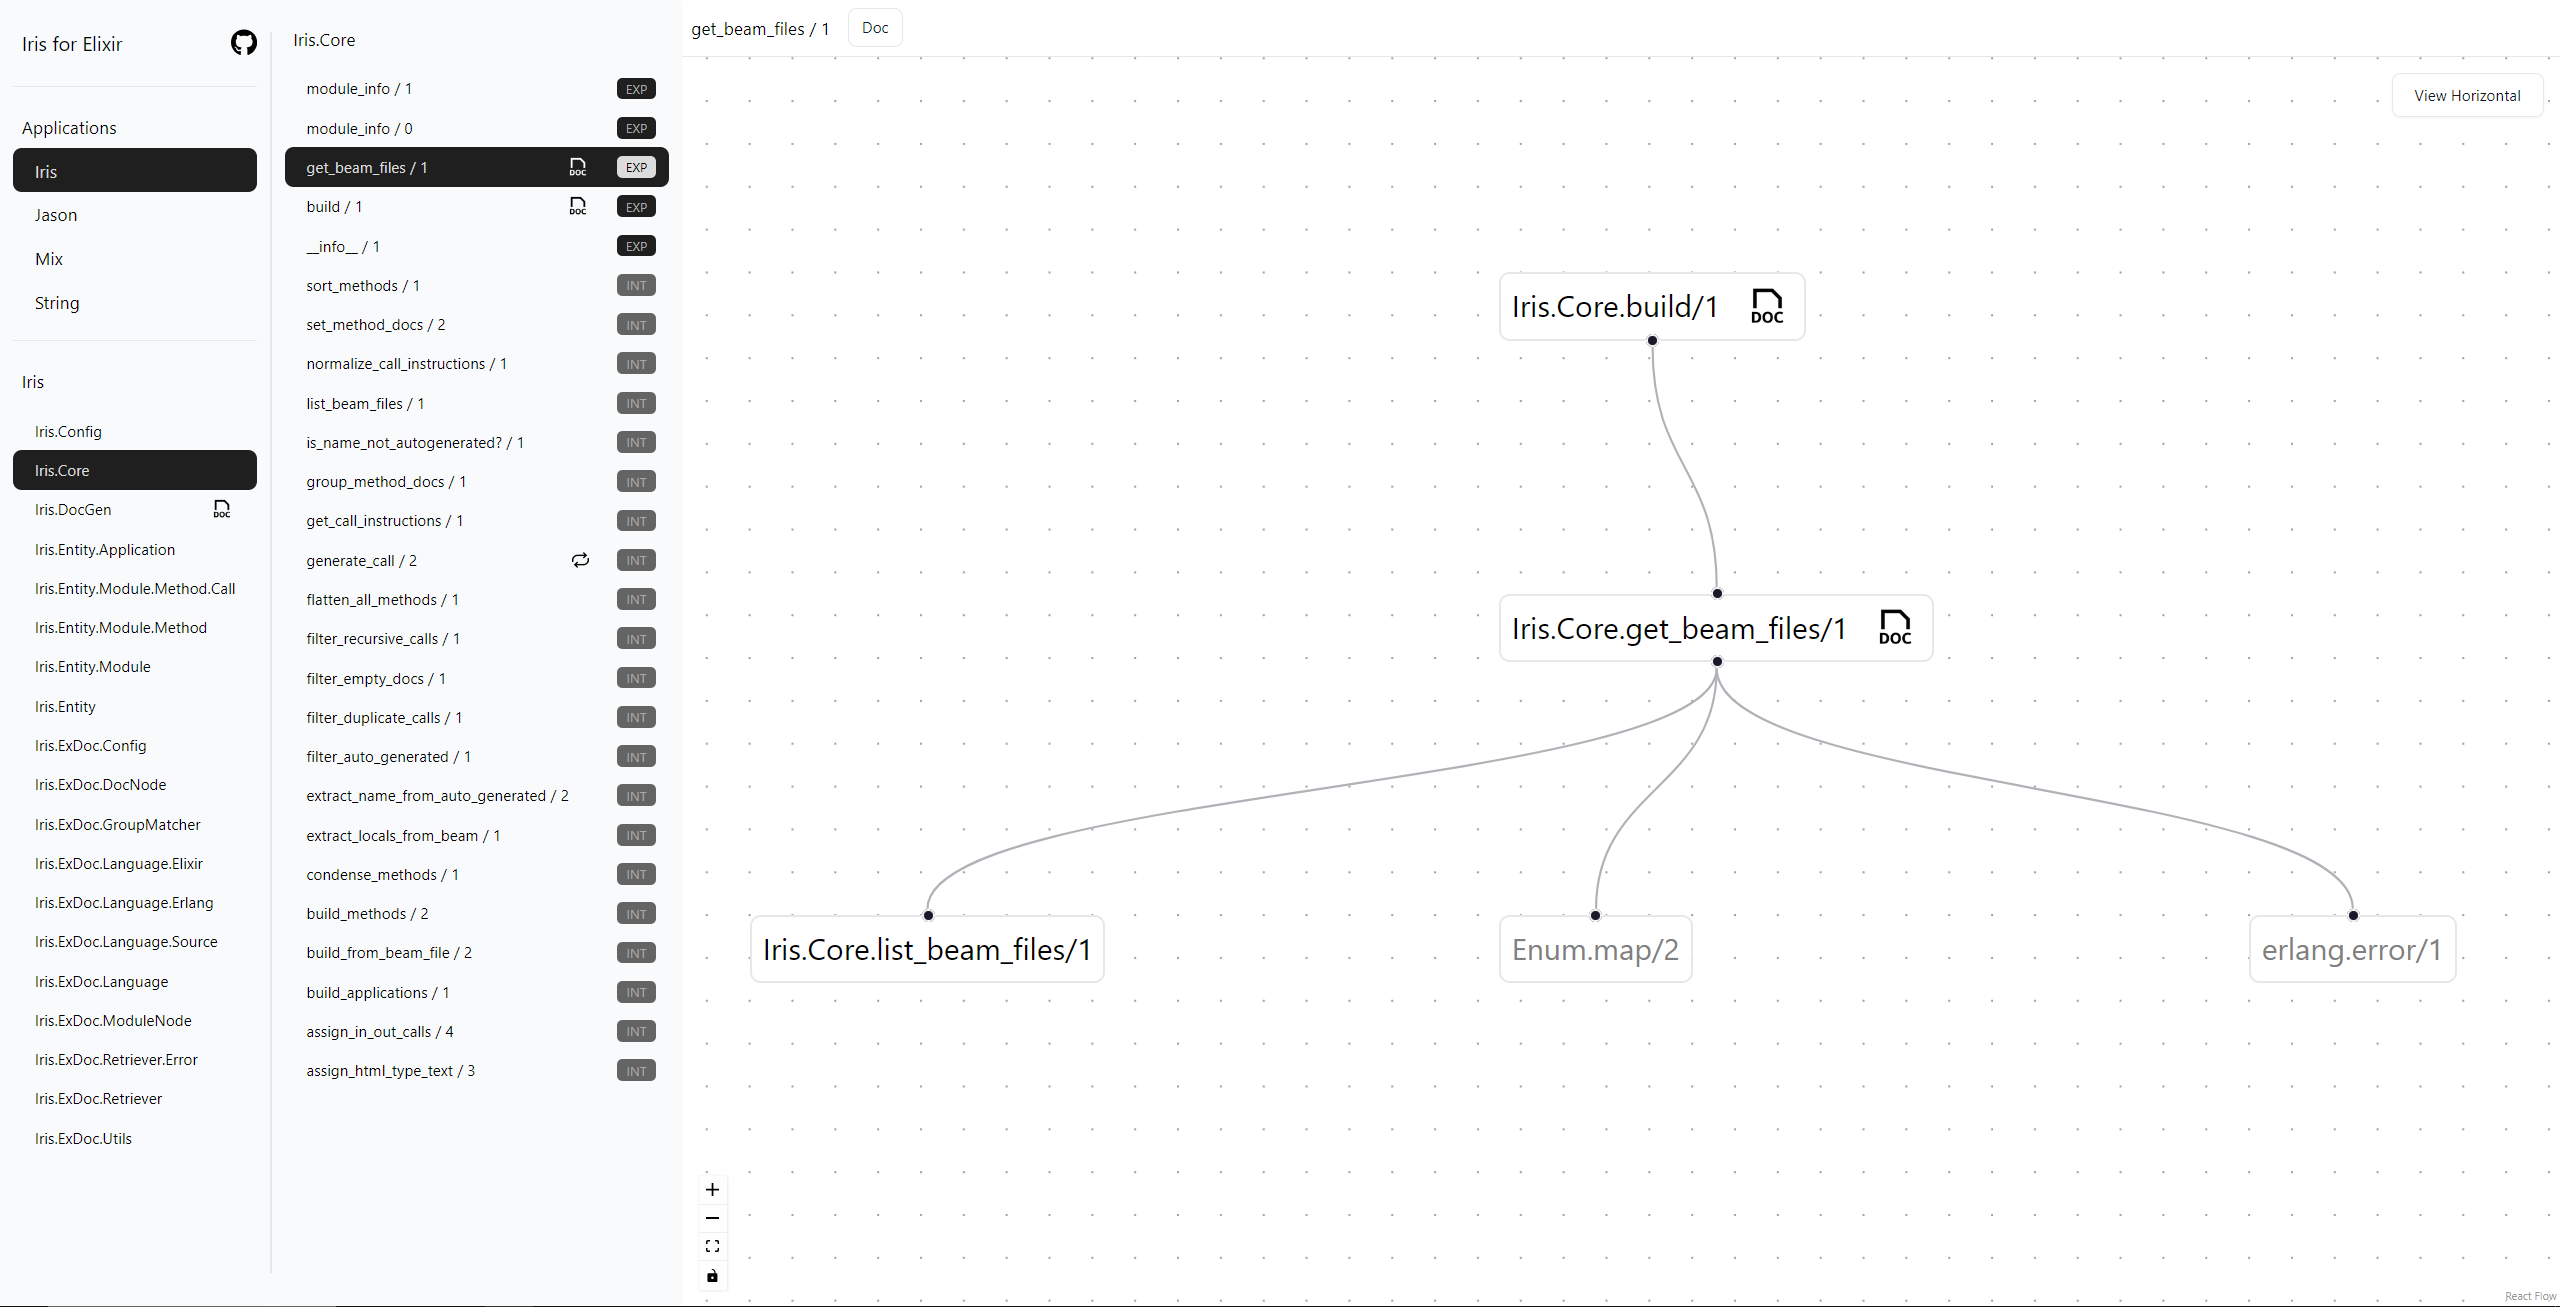 Iris for Elixir
Applications
Iris
Jason
Mix
String
Iris
Iris.Config
Iris.Core
Iris.DocGen DOC
Iris.Entity.Application
Iris.Entity.Module.Method.Call
Iris.Entity.Module.Method
Iris.Entity.Module
Iris.Entity
Iris.ExDoc.Config
Iris.ExDoc.DocNode
Iris.ExDoc.GroupMatcher
Iris.ExDoc.Language.Elixir
Iris.ExDoc.Language.Erlang
Iris.ExDoc.Language.Source
Iris.ExDoc.Language
Iris.ExDoc.ModuleNode
Iris.ExDoc.Retriever.Error
Iris.ExDoc.Retriever
Iris.ExDoc.Utils
Iris.Core
module_info / 1 EXP
module_info / 0 EXP
get_beam_files / 1 DOC EXP
build / 1 DOC EXP
__info__ / 1 EXP
sort_methods / 1 INT
set_method_docs / 2 INT
normalize_call_instructions / 1 INT
list_beam_files / 1 INT
is_name_not_autogenerated? / 1 INT
group_method_docs / 1 INT
get_call_instructions / 1 INT
generate_call / 2 INT
flatten_all_methods / 1 INT
filter_recursive_calls / 1 INT
filter_empty_docs / 1 INT
filter_duplicate_calls / 1 INT
filter_auto_generated / 1 INT
extract_name_from_auto_generated / 2 INT
extract_locals_from_beam / 1 INT
condense_methods / 1 INT
build_methods / 2 INT
build_from_beam_file / 2 INT
build_applications / 1 INT
assign_in_out_calls / 4 INT
assign_html_type_text / 3 INT
get_beam_files / 1 Doc
View Horizontal
Iris.Core.build/1 DOC
Iris.Core.get_beam_files/1 DOC
Iris.Core.list_beam_files/1
Enum.map/2
erlang.error/1
React Flow